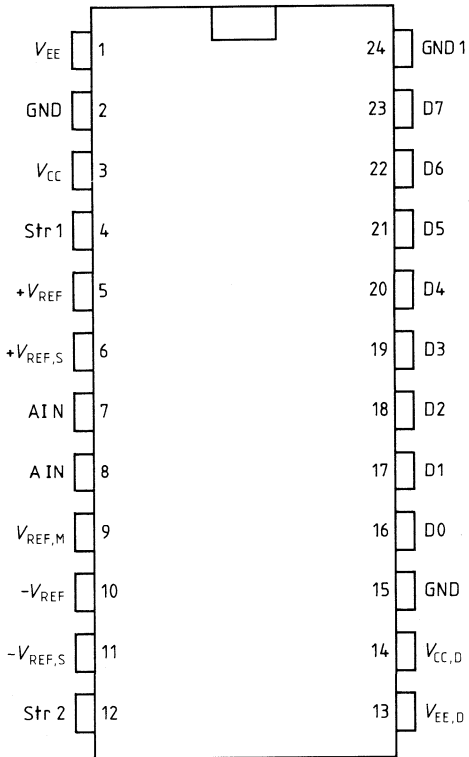 V_EE 1 24 GND 1
GND 2 23 D7
V_CC 3 22 D6
Str 1 4 21 D5
+V_REF 5 20 D4
+V_REF,S 6 19 D3
AIN 7 18 D2
AIN 8 17 D1
V_REF,M 9 16 D0
-V_REF 10 15 GND
-V_REF,S 11 14 V_CC,D
Str 2 12 13 V_EE,D